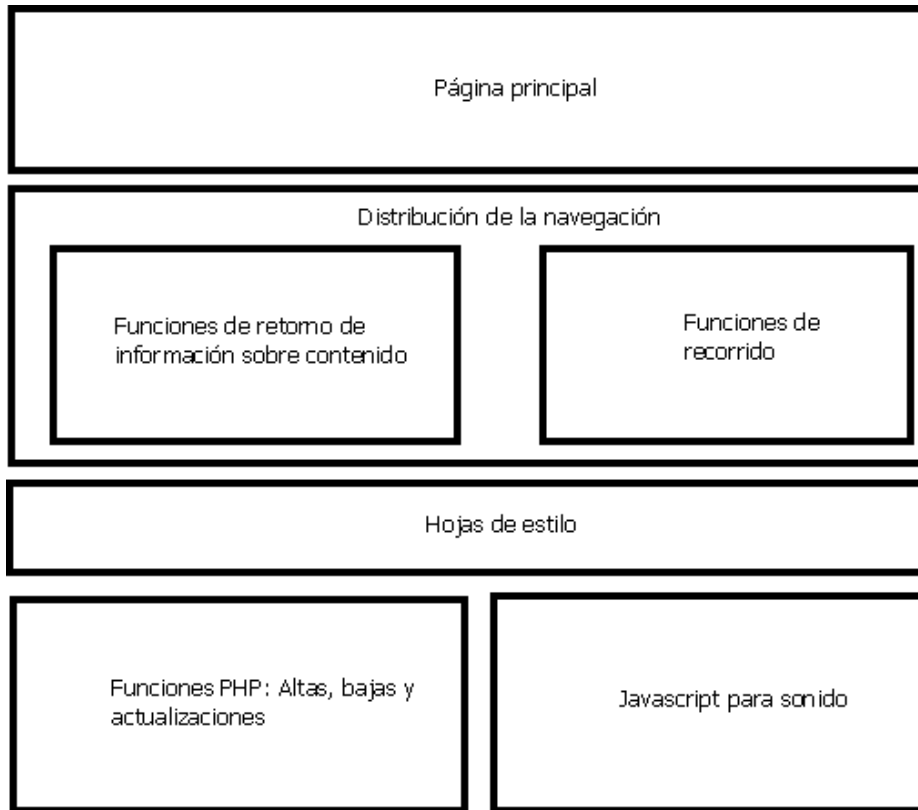 Página principal
Distribución de la navegación
Funciones de retorno de
información sobre contenido
Funciones de
recorrido
Hojas de estilo
Funciones PHP: Altas, bajas y
actualizaciones
Javascript para sonido